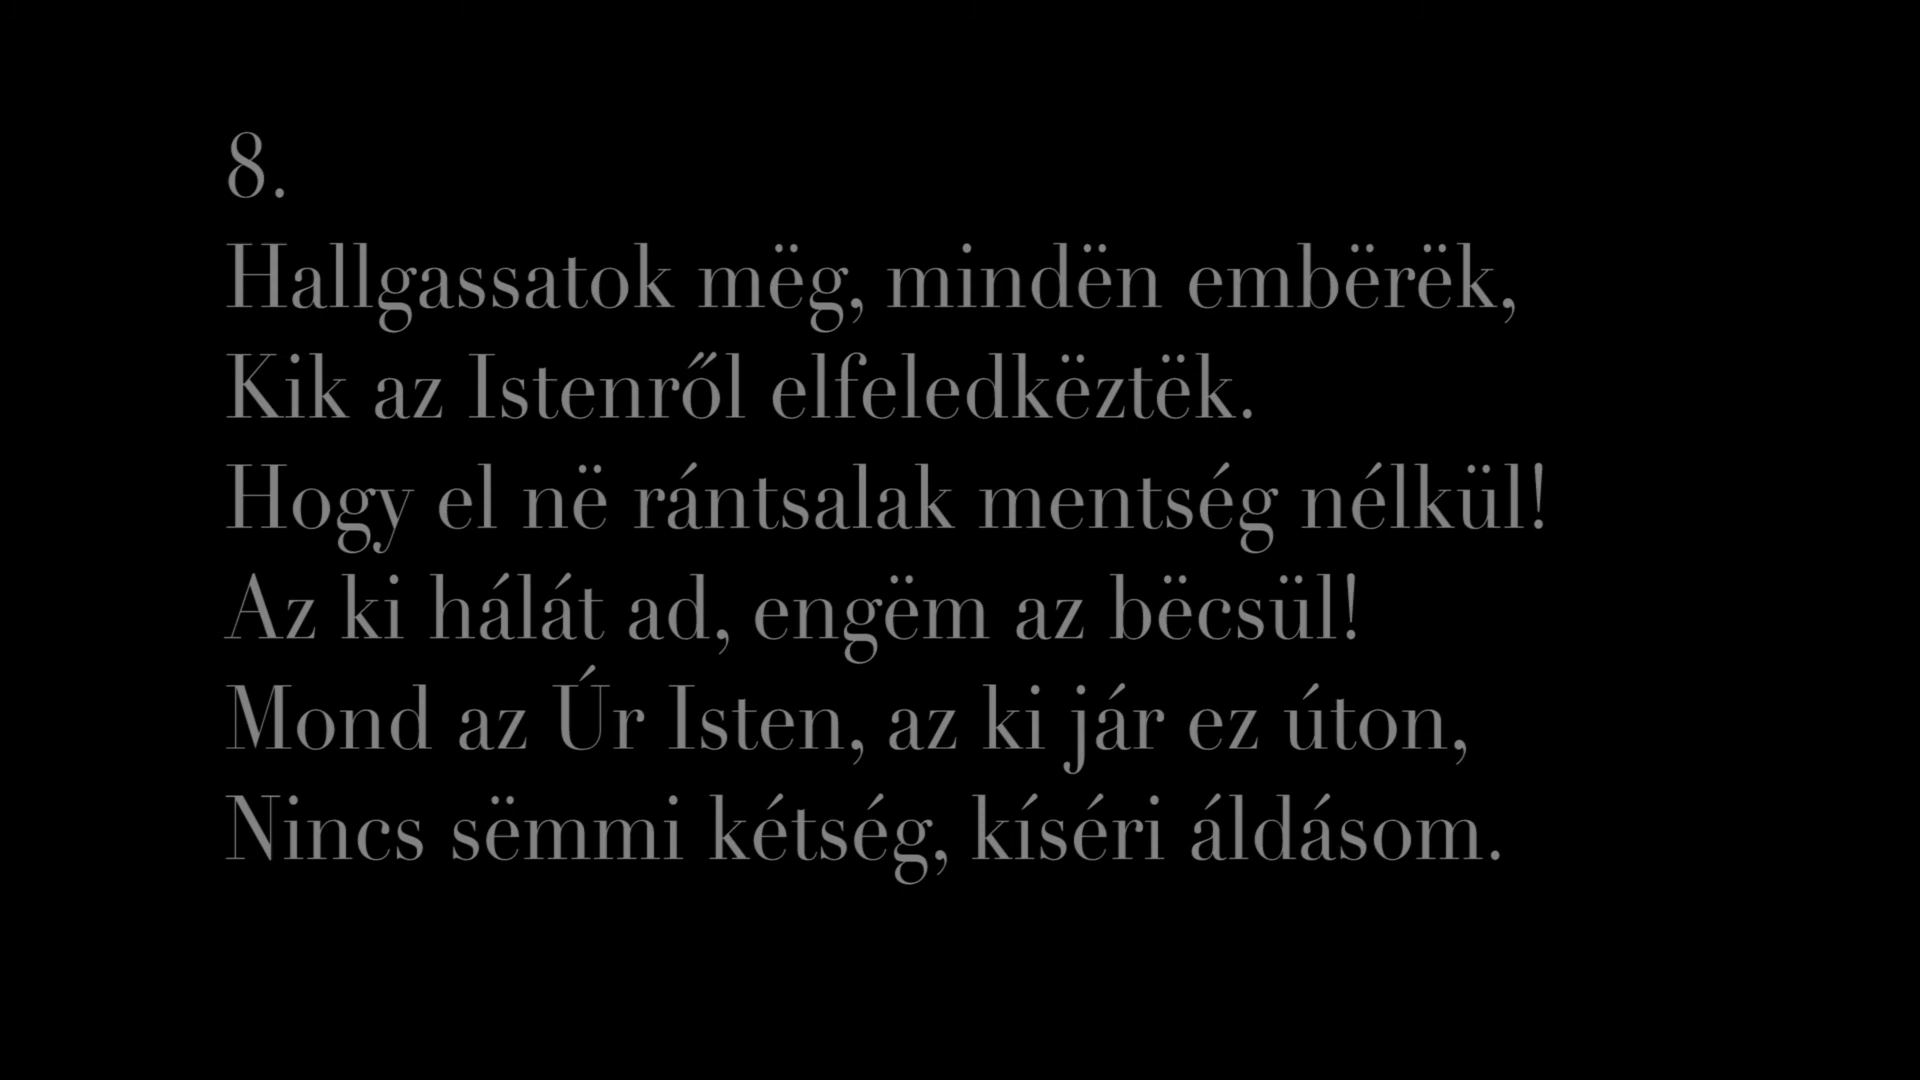 8.
Hallgassatok mëg, mindën embërëk,
Kik az Istenről elfeledkëztëk.
Hogy el në rántsalak mentség nélkül!
Az ki hálát ad, engëm az bëcsül!
Mond az Úr Isten, az ki jár ez úton,
Nincs sëmmi kétség, kíséri áldásom.